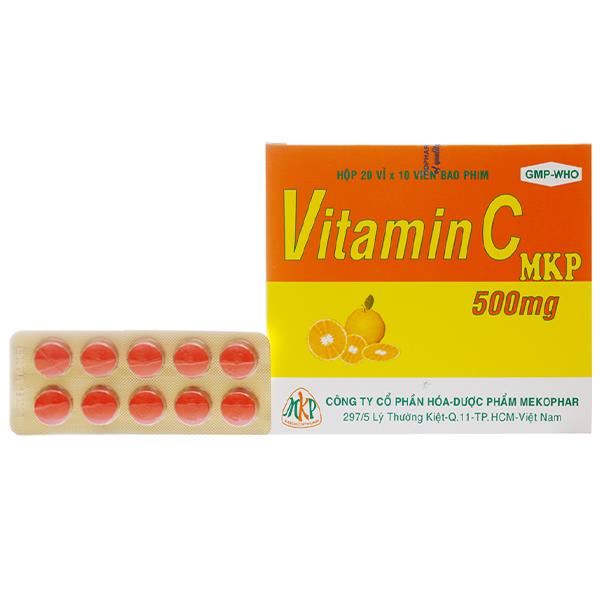 HỘP 20 VỈ x 10 VIÊN BAO PHIM
GMP-WHO
Vitamin C
MKP
500mg
MKP
CÔNG TY CỔ PHẦN HÓA-DƯỢC PHẨM MEKOPHAR
297/5 Lý Thường Kiệt-Q.11-TP. HCM-Việt Nam